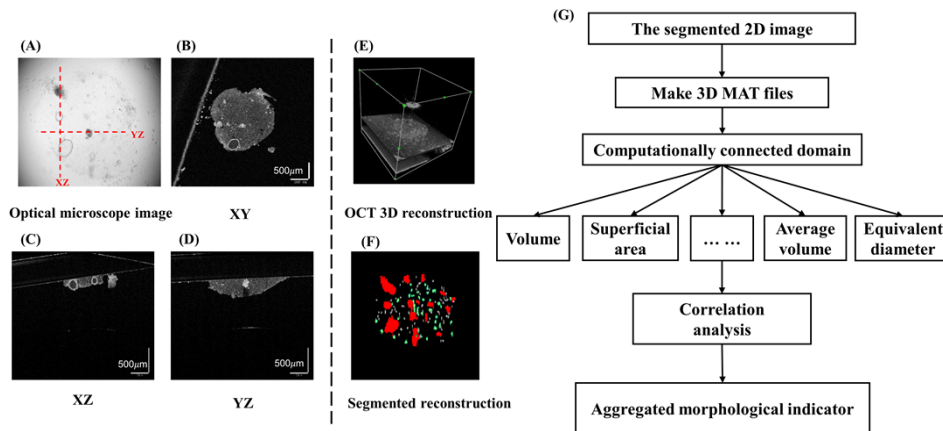 (A)
YZ
XZ
Optical microscope image
(B)
500μm
XY
(C)
500μm
XZ
(D)
500μm
YZ
(E)
OCT 3D reconstruction
(F)
Segmented reconstruction
(G)
The segmented 2D image
Make 3D MAT files
Computationally connected domain
Volume
Superficial
area
... ...
Average
volume
Equivalent
diameter
Correlation
analysis
Aggregated morphological indicator